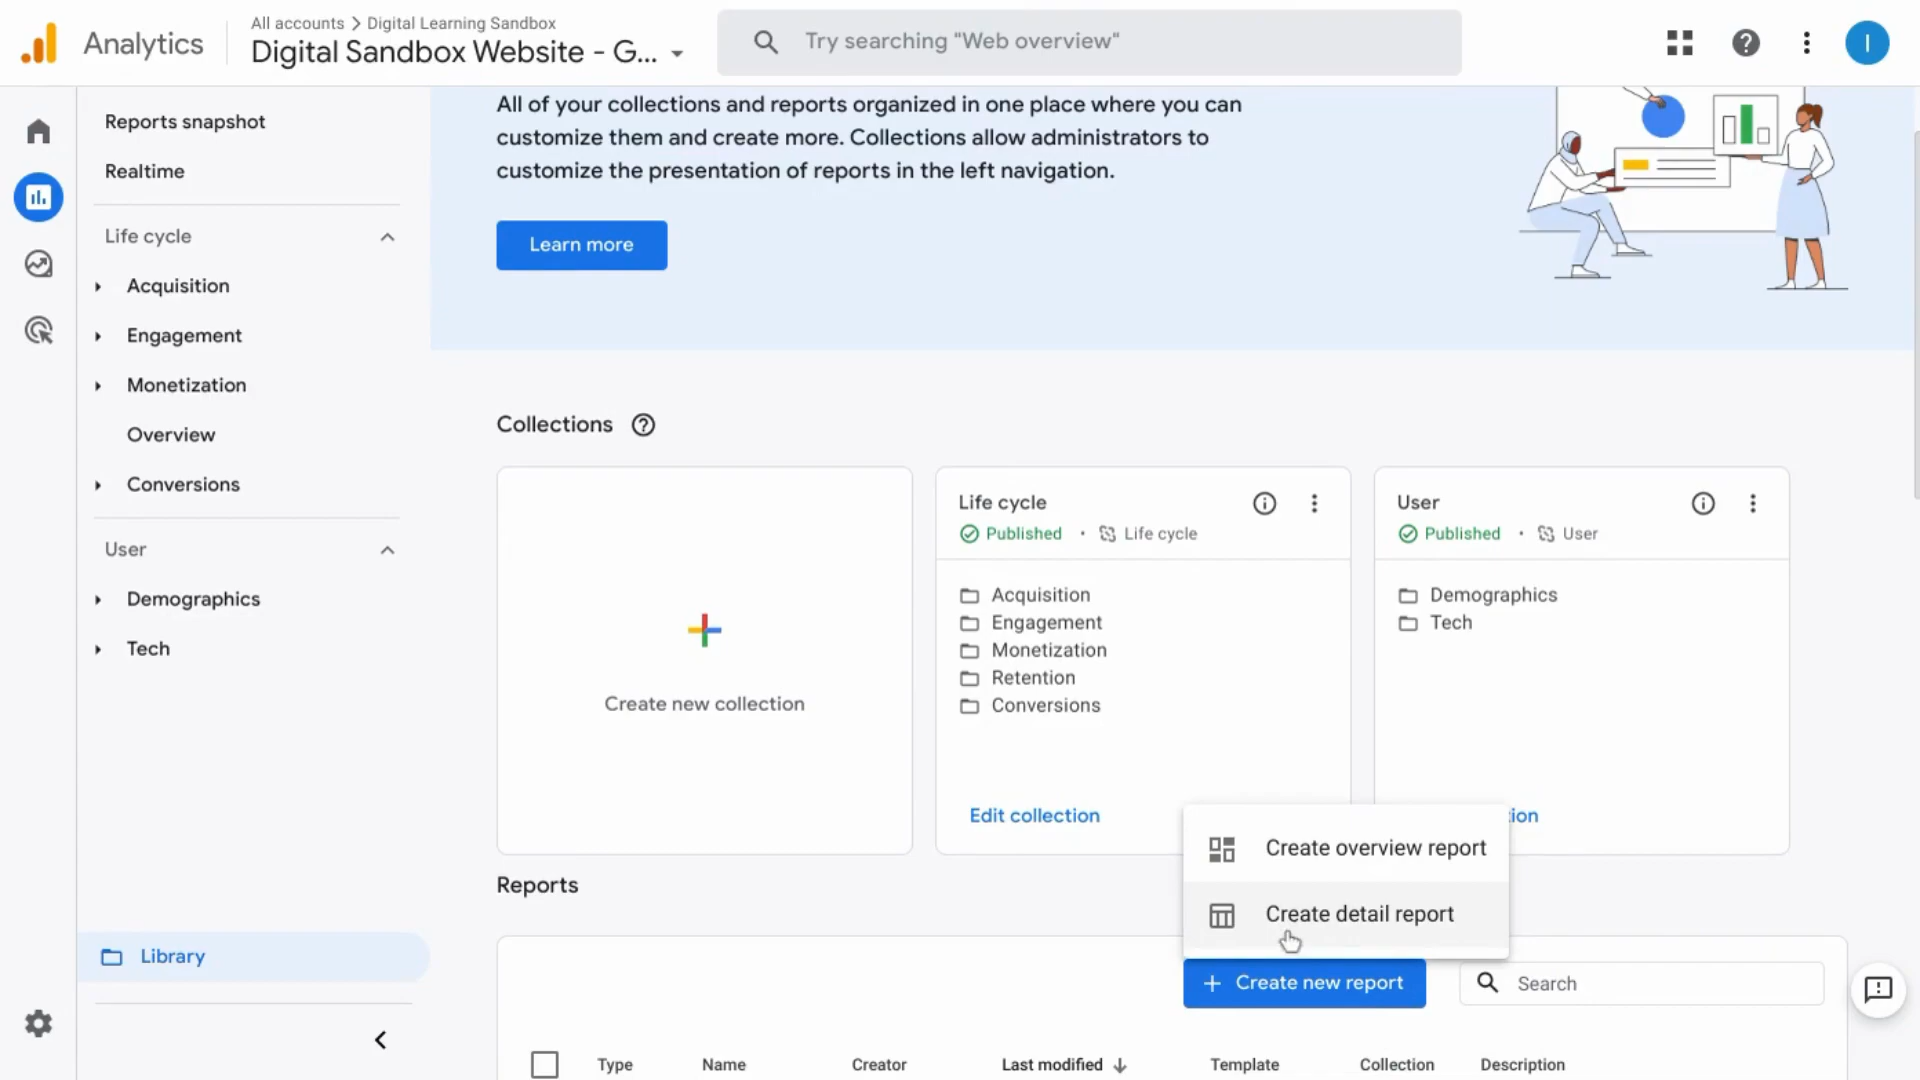 Analytics
All accounts > Digital Learning Sandbox
Digital Sandbox Website - G...
Try searching "Web overview"
I
Reports snapshot
Realtime
Life cycle
Acquisition
Engagement
Monetization
Overview
Conversions
User
Demographics
Tech
Library
All of your collections and reports organized in one place where you can
customize them and create more. Collections allow administrators to
customize the presentation of reports in the left navigation.
Learn more
Collections
Create new collection
Life cycle
Published • Life cycle
Acquisition
Engagement
Monetization
Retention
Conversions
Edit collection
User
Published • User
Demographics
Tech
tion
Create overview report
Create detail report
Reports
+ Create new report
Search
Type Name Creator Last modified Template Collection Description